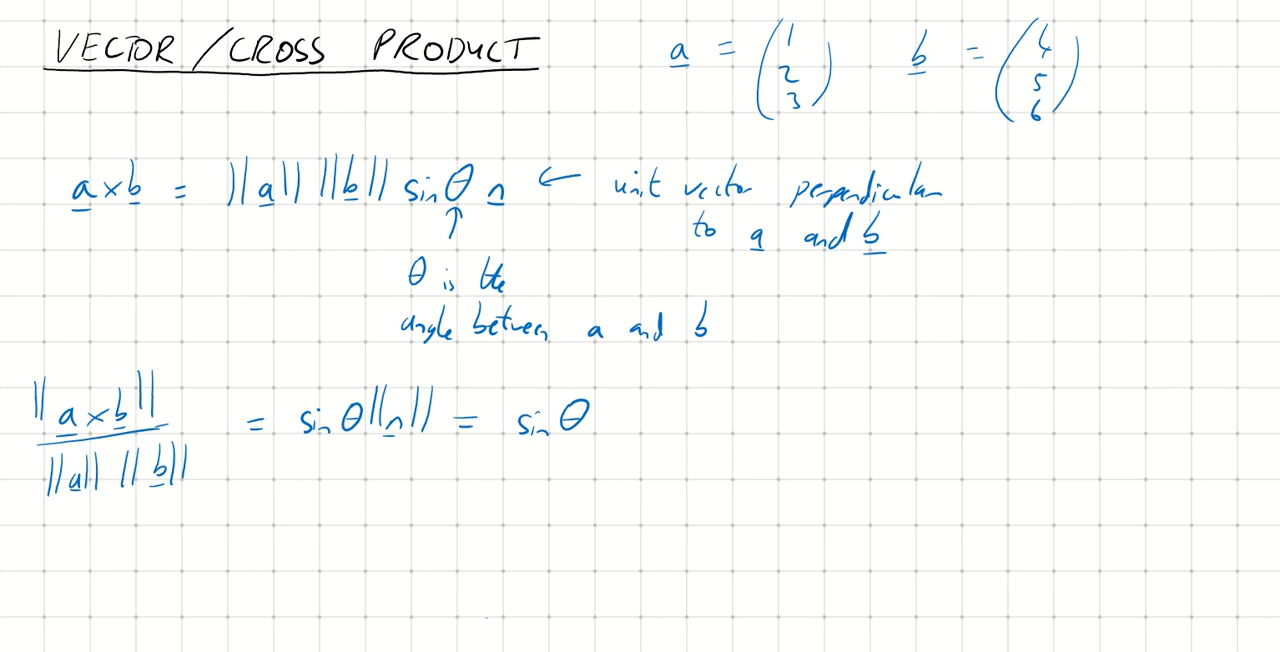 VECTOR / CROSS PRODUCT
a = (1 2 3) b = (4 5 6)
a × b = ||a|| ||b|| sin θ n ← unit vector perpendicular
to a and b
↑
θ is the
angle between a and b
||a × b|| / ||a|| ||b|| = sin θ ||n|| = sin θ